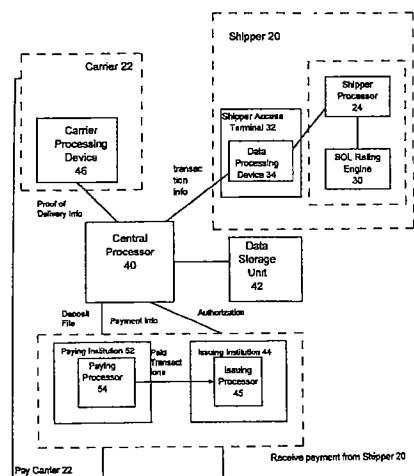 Shipper 20
Carrier 22
Shipper
Processor
24
Shipper Access
Terminal 32
Carrier
Processing
Device
46
Data
Processing
Device 34
BOL Rating
Engine
30
transac
tion
Info
Proof of
Delivery Info
Central
Processor
40
Data
Storage
Unit
42
Deposit
File
Payment Info
Authorization
Paying Institution 52
Paid
Transact
ions
Issuing Institution 44
Paying
Processor
54
Issuing
Processor
45
Pay Carrier 22
Receive payment from Shipper 20